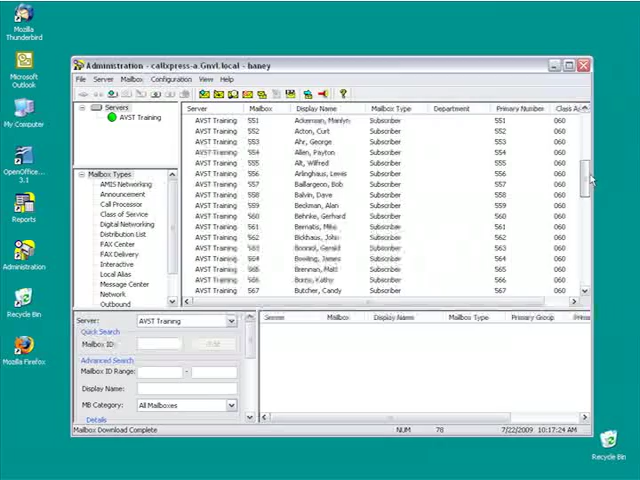 Mozilla
Thunderbird
Microsoft
Outlook
My Computer
OpenOffice...
3.1
Reports
Administration
Recycle Bin
Mozilla Firefox
Administration - callxpress-a.Gnvl.local - haney
File Server Mailbox Configuration View Help
Servers
AVST Training
Mailbox Types
AMIS Networking
Announcement
Call Processor
Class of Service
Digital Networking
Distribution List
FAX Center
FAX Delivery
Interactive
Local Alias
Message Center
Network
Outbound
Server Mailbox Display Name Mailbox Type Department Primary Number Class As
AVST Training 551 Ackerman, Marilyn Subscriber 551 060
AVST Training 552 Acton, Curt Subscriber 552 060
AVST Training 553 Ahr, George Subscriber 553 060
AVST Training 554 Allen, Payton Subscriber 554 060
AVST Training 555 Alt, Wilfred Subscriber 555 060
AVST Training 556 Arlinghaus, Lewis Subscriber 556 060
AVST Training 557 Baillargeon, Bob Subscriber 557 060
AVST Training 558 Balvin, Dave Subscriber 558 060
AVST Training 559 Beckman, Alan Subscriber 559 060
AVST Training 560 Behnke, Gerhard Subscriber 560 060
AVST Training 561 Bernatis, Mike Subscriber 561 060
AVST Training 562 Bickhaus, John Subscriber 562 060
AVST Training 563 Gerald Subscriber 563 060
AVST Training 564 Bowling, James Subscriber 564 060
AVST Training 565 Brennan, Matt Subscriber 565 060
AVST Training 566 Kathy Subscriber 566 060
AVST Training 567 Butcher, Candy Subscriber 567 060
Server: AVST Training
Quick Search
Mailbox ID:
Advanced Search
Mailbox ID Range: -
Display Name:
MB Category: All Mailboxes
Details
Server Mailbox Display Name Mailbox Type Primary Group Prima
Mailbox Download Complete NUM 78 7/22/2009 10:17:24 AM
Recycle Bin